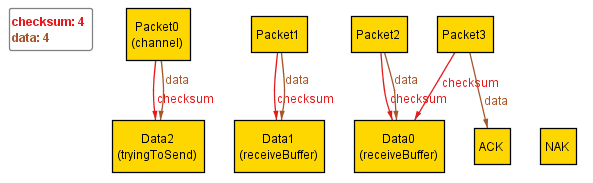 checksum: 4
data: 4
Packet0
(channel)
Packet1
Packet2
Packet3
data
checksum
data
checksum
data
checksum
checksum
data
Data2
(tryingToSend)
Data1
(receiveBuffer)
Data0
(receiveBuffer)
ACK
NAK